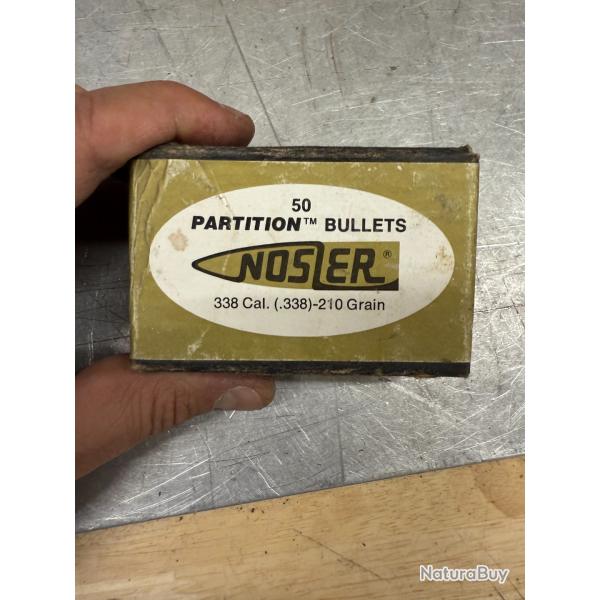 50
PARTITION™ BULLETS
NOSLER®
338 Cal. (.338)-210 Grain
NaturaBuy